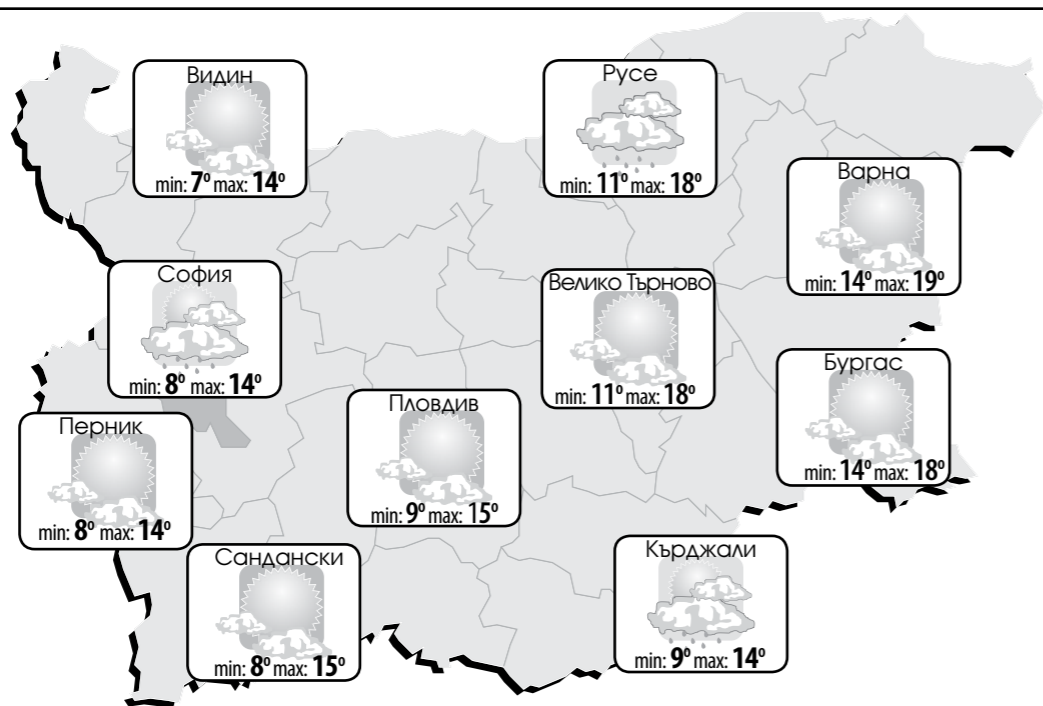 Видин
min: 7° max: 14°
Русе
min: 11° max: 18°
Варна
min: 14° max: 19°
София
min: 8° max: 14°
Велико Търново
min: 11° max: 18°
Бургас
min: 14° max: 18°
Пловдив
min: 9° max: 15°
Перник
min: 8° max: 14°
Сандански
min: 8° max: 15°
Кърджали
min: 9° max: 14°